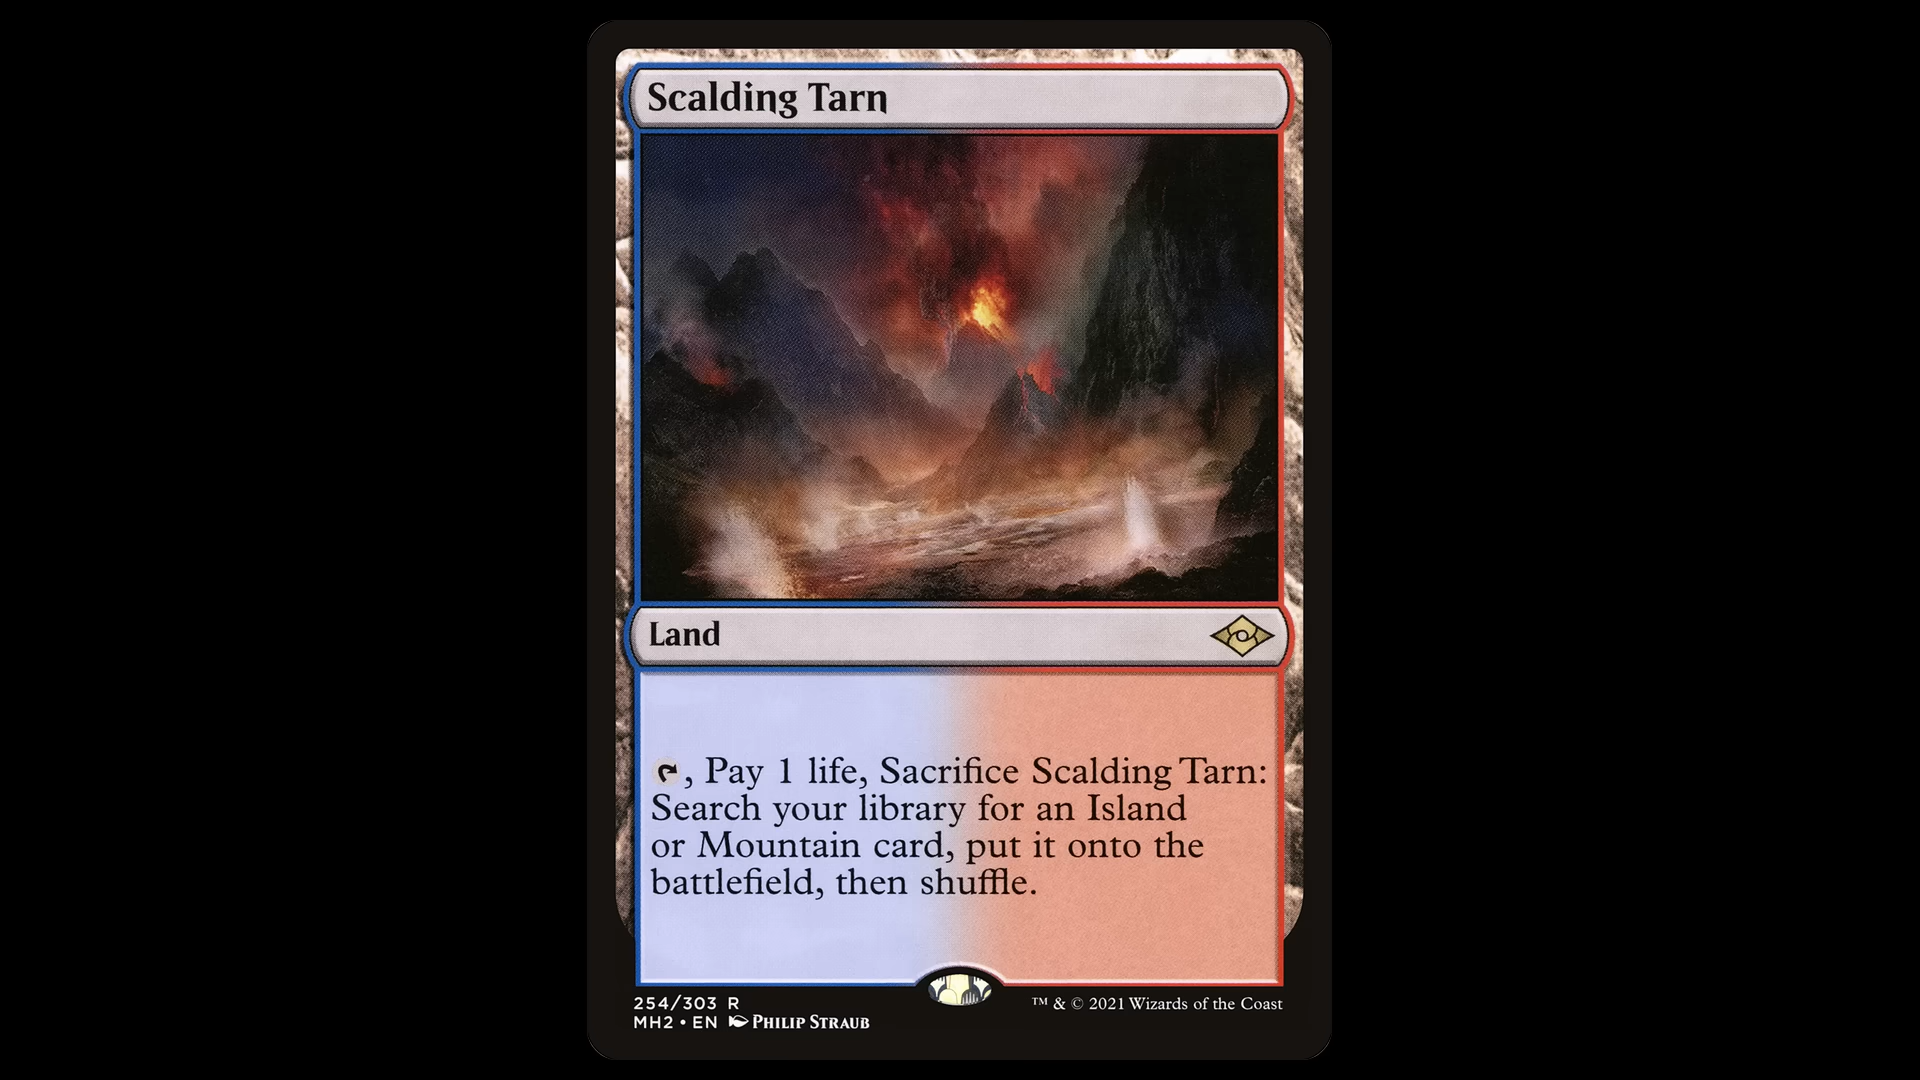 Scalding Tarn
Land
, Pay 1 life, Sacrifice Scalding Tarn:
Search your library for an Island
or Mountain card, put it onto the
battlefield, then shuffle.
254/303 R
MH2 • EN Philip Straub
™ & © 2021 Wizards of the Coast